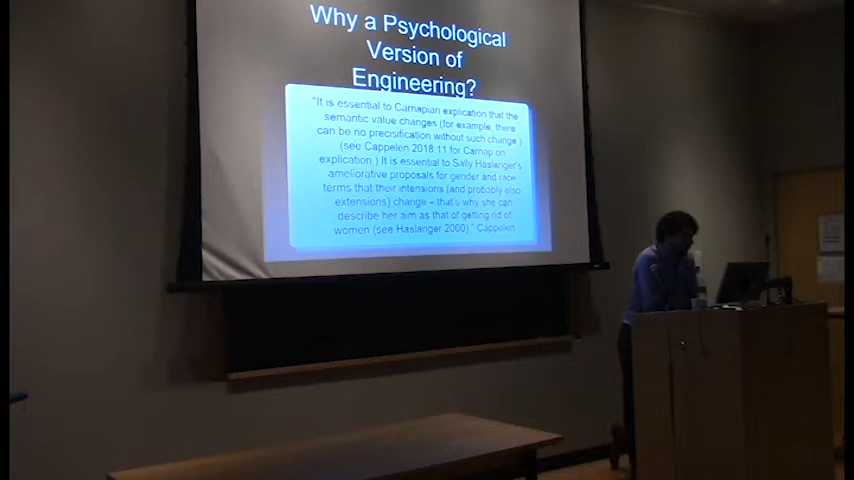 Why a Psychological
Version of
Engineering?
"It is essential to Carnapian explication that the
semantic value changes (for example, there
can be no precisification without such change.)
(see Cappelen 2018:11 for Carnap on
explication.) It is essential to Sally Haslanger's
ameliorative proposals for gender and race
terms that their intensions (and probably also
extensions) change – that's why she can
describe her aim as that of getting rid of
women (see Haslanger 2000)." Cappelen